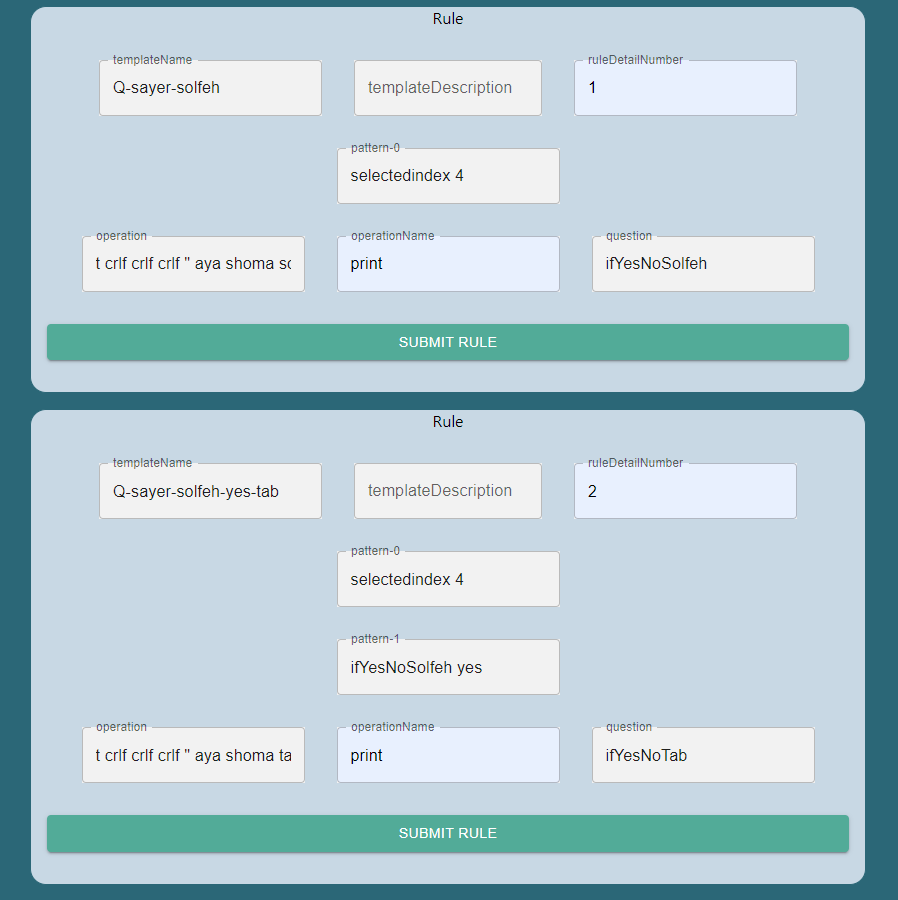 Rule
templateName
Q-sayer-solfeh
templateDescription
ruleDetailNumber
1
pattern-0
selectedindex 4
operation
t crlf crlf crlf " aya shoma
operationName
print
question
ifYesNoSolfeh
SUBMIT RULE
Rule
templateName
Q-sayer-solfeh-yes-tab
templateDescription
ruleDetailNumber
2
pattern-0
selectedindex 4
pattern-1
ifYesNoSolfeh yes
operation
t crlf crlf crlf " aya shoma ta
operationName
print
question
ifYesNoTab
SUBMIT RULE